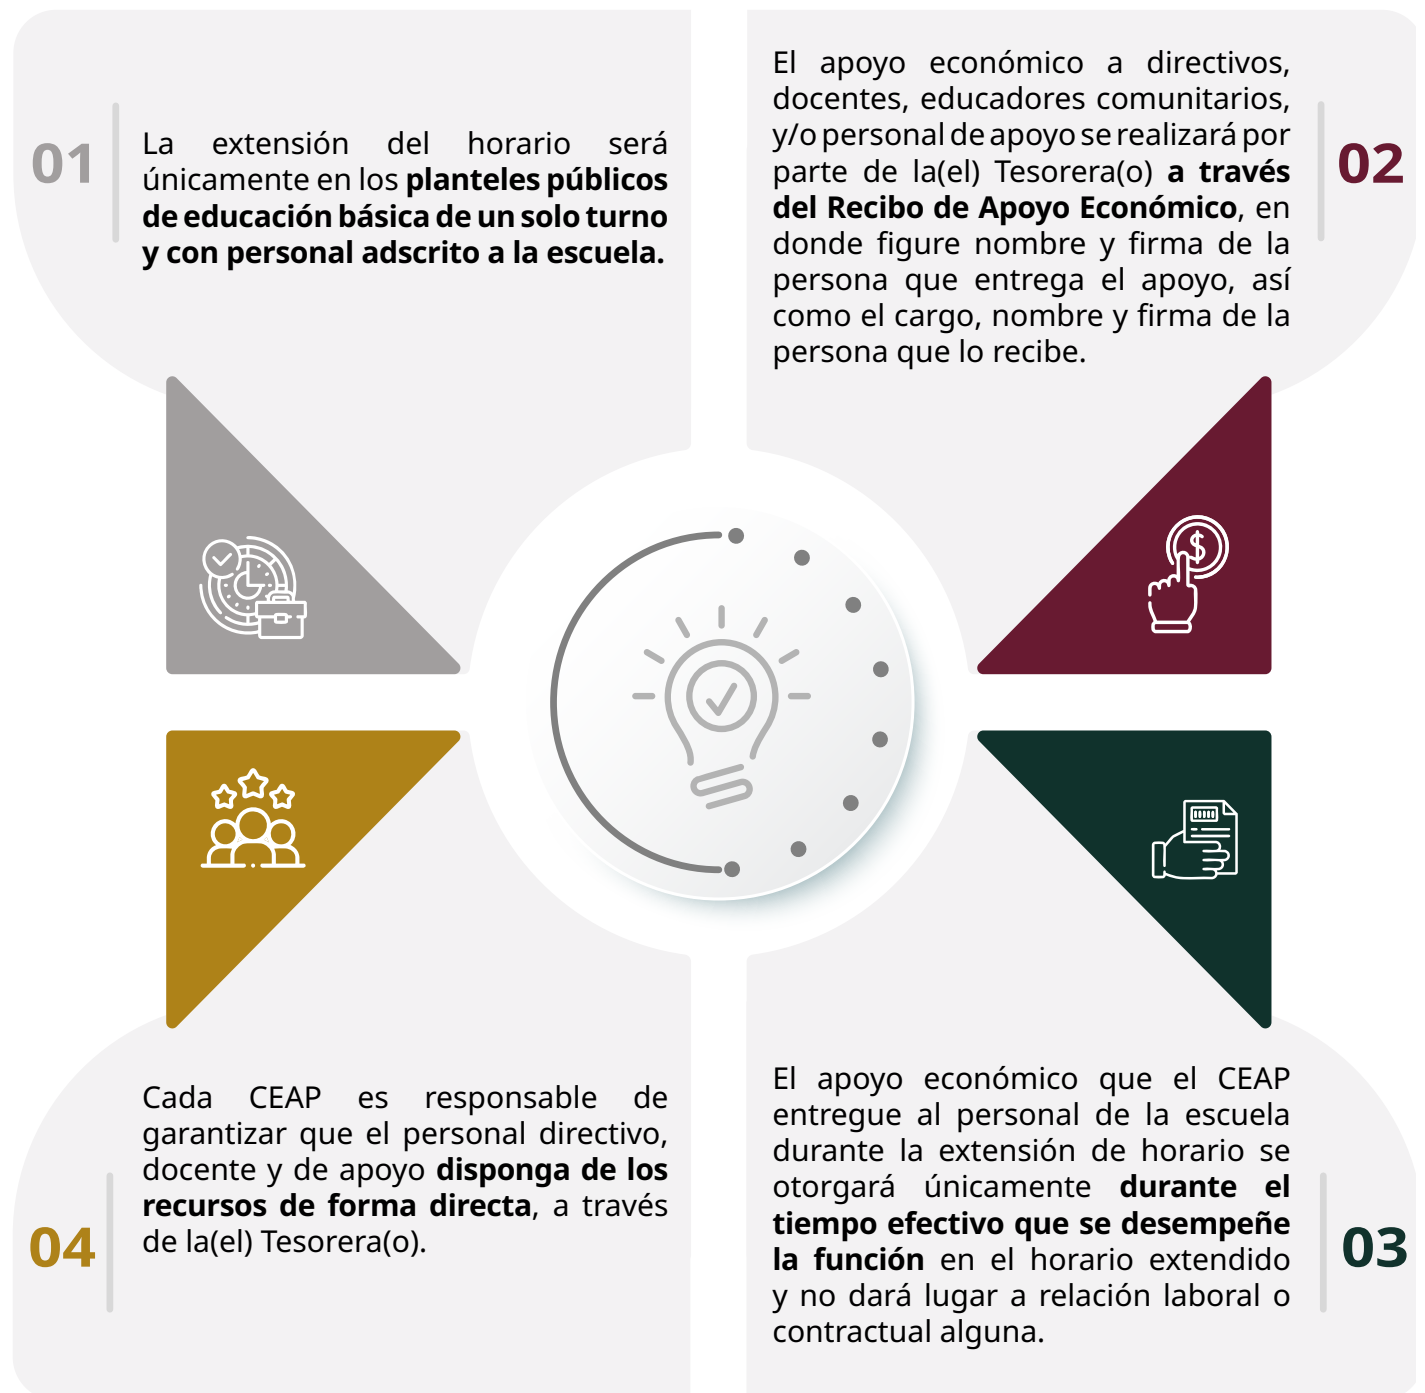 01
La extensión del horario será
únicamente en los planteles públicos
de educación básica de un solo turno
y con personal adscrito a la escuela.
02
El apoyo económico a directivos,
docentes, educadores comunitarios,
y/o personal de apoyo se realizará por
parte de la(el) Tesorera(o) a través
del Recibo de Apoyo Económico, en
donde figure nombre y firma de la
persona que entrega el apoyo, así
como el cargo, nombre y firma de la
persona que lo recibe.
$
03
El apoyo económico que el CEAP
entregue al personal de la escuela
durante la extensión de horario se
otorgará únicamente durante el
tiempo efectivo que se desempeñe
la función en el horario extendido
y no dará lugar a relación laboral o
contractual alguna.
04
Cada CEAP es responsable de
garantizar que el personal directivo,
docente y de apoyo disponga de los
recursos de forma directa, a través
de la(el) Tesorera(o).